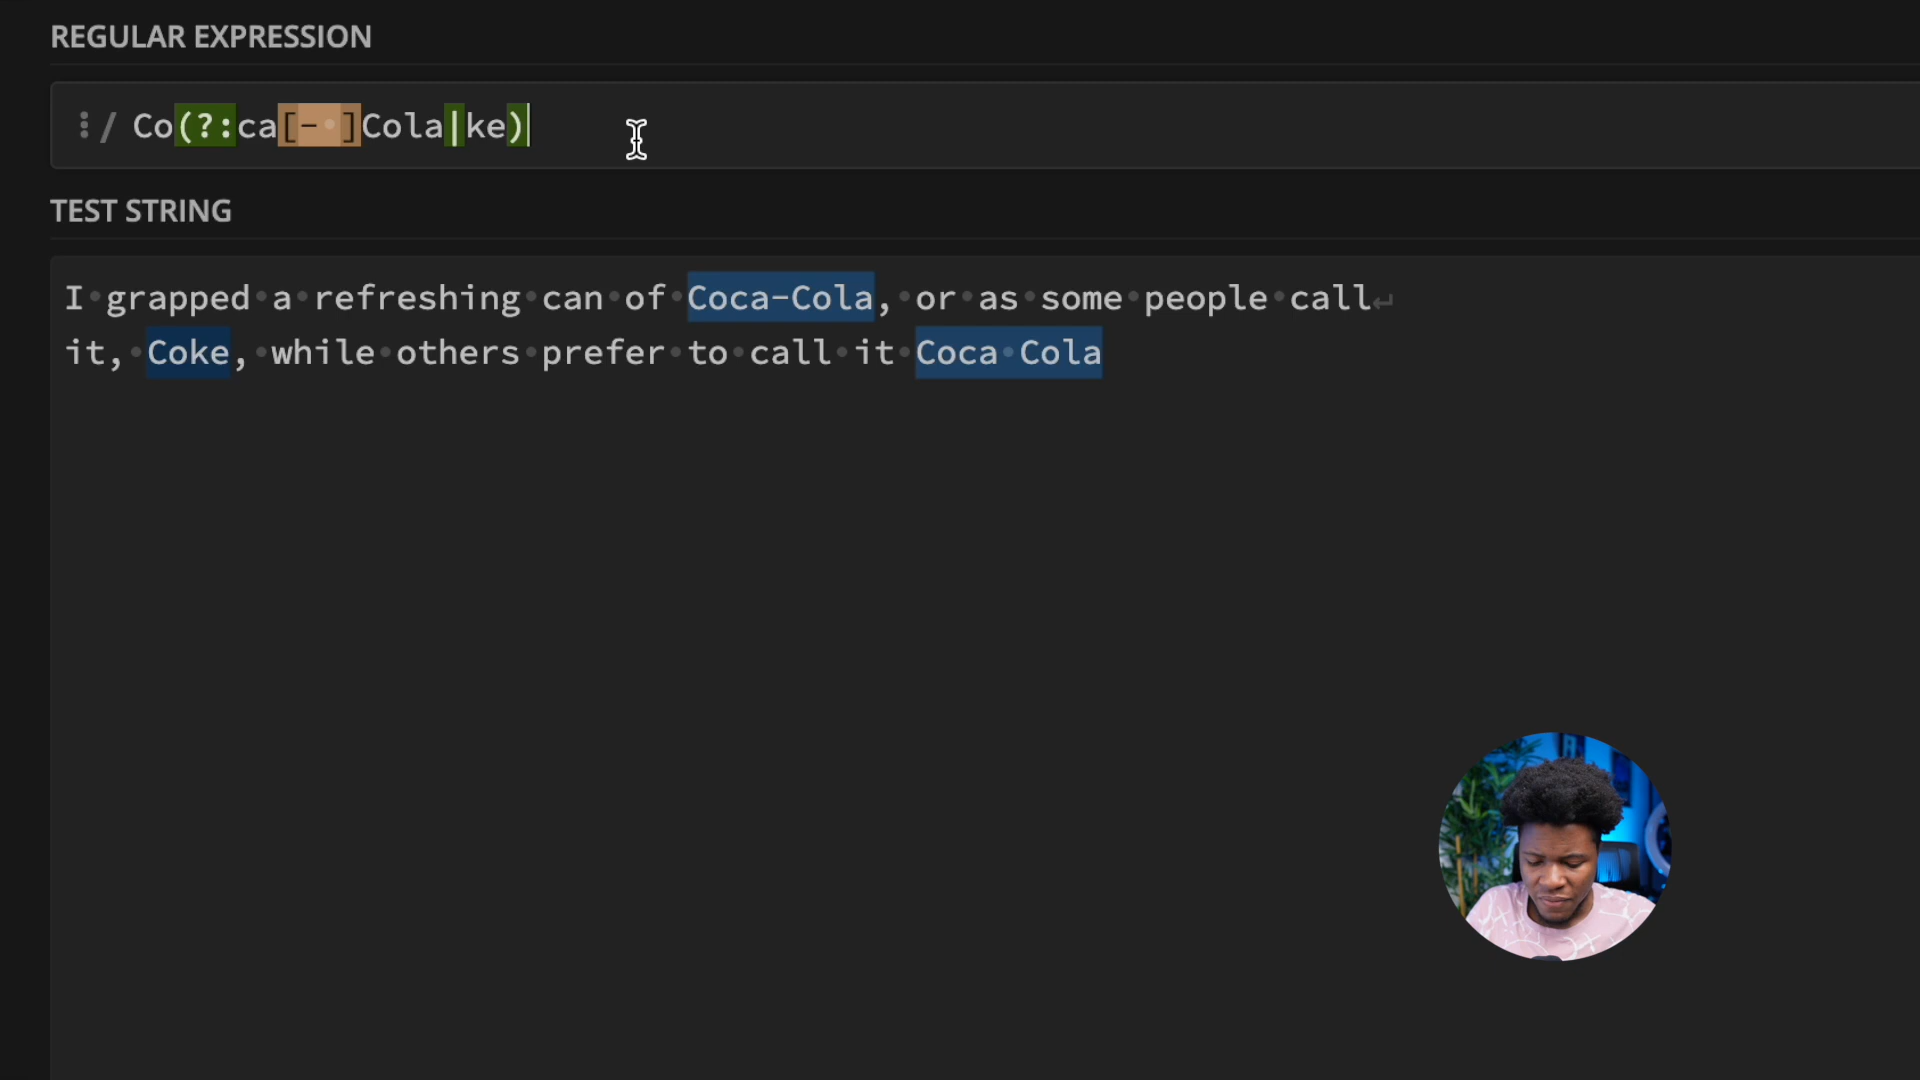 REGULAR EXPRESSION
/ Co(?:ca[- ]Cola|ke)
TEST STRING
I grapped a refreshing can of Coca-Cola, or as some people call
it, Coke, while others prefer to call it Coca Cola